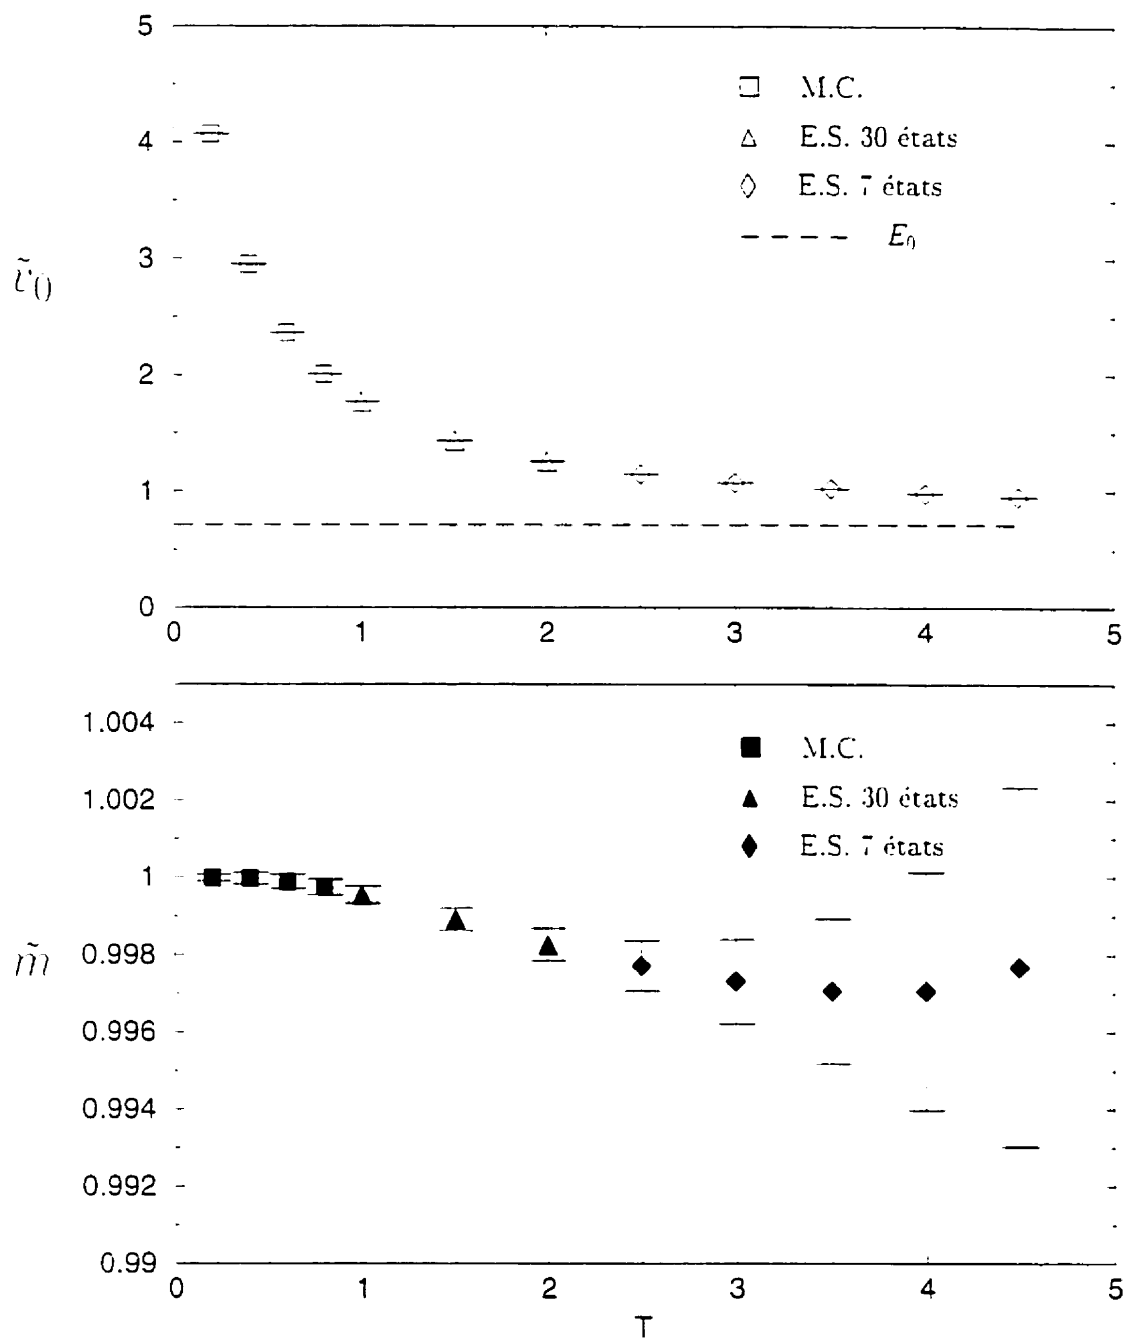 5
4
3
2
1
0
ṽ₀
M.C.
E.S. 30 états
E.S. 7 états
E₀
0 1 2 3 4 5
1.004
1.002
1
0.998
0.996
0.994
0.992
0.99
m̃
M.C.
E.S. 30 états
E.S. 7 états
0 1 2 3 4 5
T